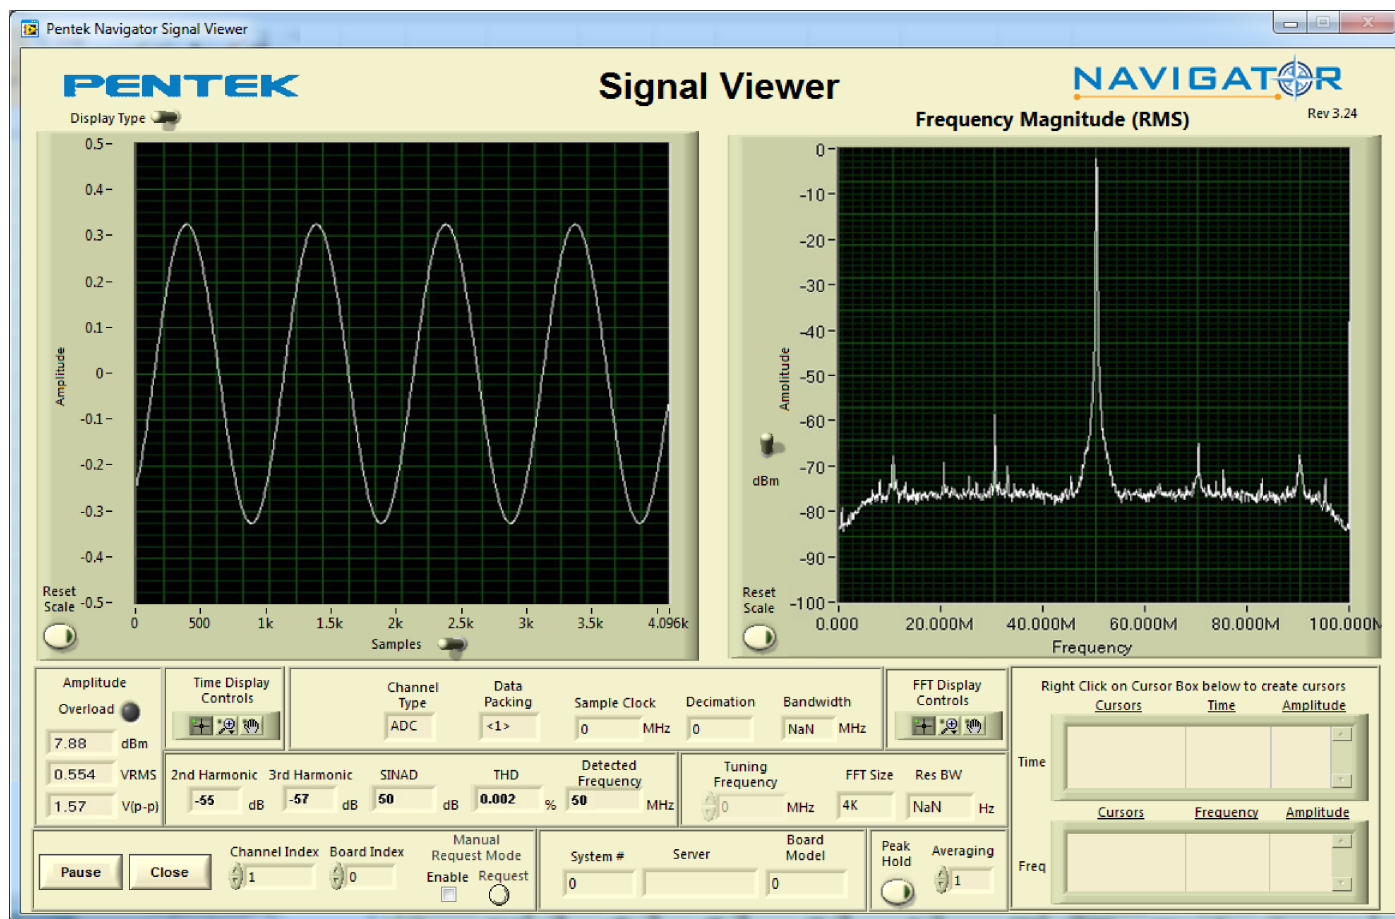 Pentek Navigator Signal Viewer
PENTEK
Signal Viewer
NAVIGATOR
Rev 3.24
Display Type
Frequency Magnitude (RMS)
0.5
0.4
0.3
0.2
0.1
0
-0.1
-0.2
-0.3
-0.4
-0.5
Amplitude
Reset
Scale
0 500 1k 1.5k 2k 2.5k 3k 3.5k 4.096k
Samples
0
-10
-20
-30
-40
-50
-60
-70
-80
-90
-100
Amplitude
dBm
Reset
Scale
0.000 20.000M 40.000M 60.000M 80.000M 100.000M
Frequency
Amplitude
Overload
7.88 dBm
0.554 VRMS
1.57 V(p-p)
Time Display
Controls
Channel
Type
ADC
Data
Packing
<1>
Sample Clock
0 MHz
Decimation
0
Bandwidth
NaN MHz
FFT Display
Controls
2nd Harmonic
-55 dB
3rd Harmonic
-57 dB
SINAD
50 dB
THD
0.002 %
Detected
Frequency
50 MHz
Tuning
Frequency
0 MHz
FFT Size
4K
Res BW
NaN Hz
Right Click on Cursor Box below to create cursors
Cursors Time Amplitude
Time
Cursors Frequency Amplitude
Freq
Pause
Close
Channel Index
1
Board Index
0
Manual
Request Mode
Enable Request
System #
0
Server
Board
Model
0
Peak
Hold
Averaging
1